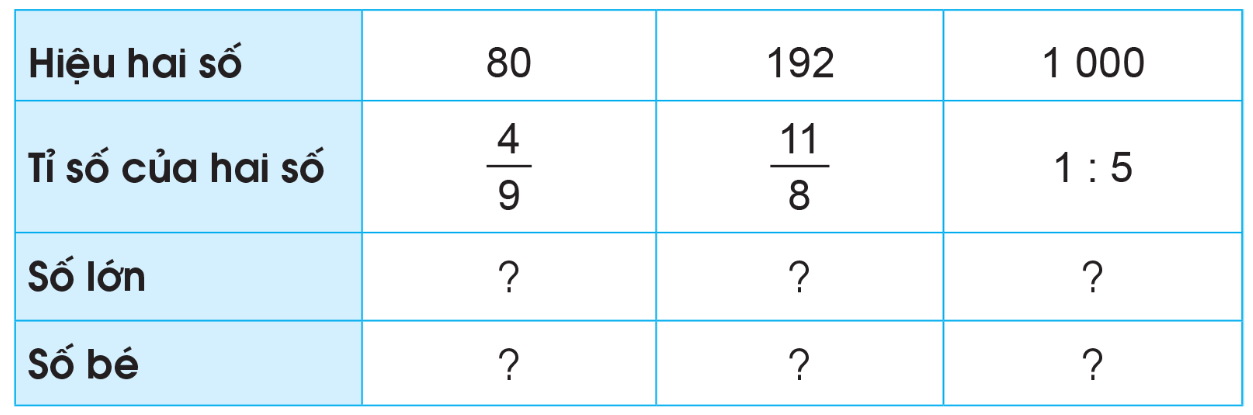 Hiệu hai số 80 192 1 000
Tỉ số của hai số 4/9 11/8 1 : 5
Số lớn ? ? ?
Số bé ? ? ?